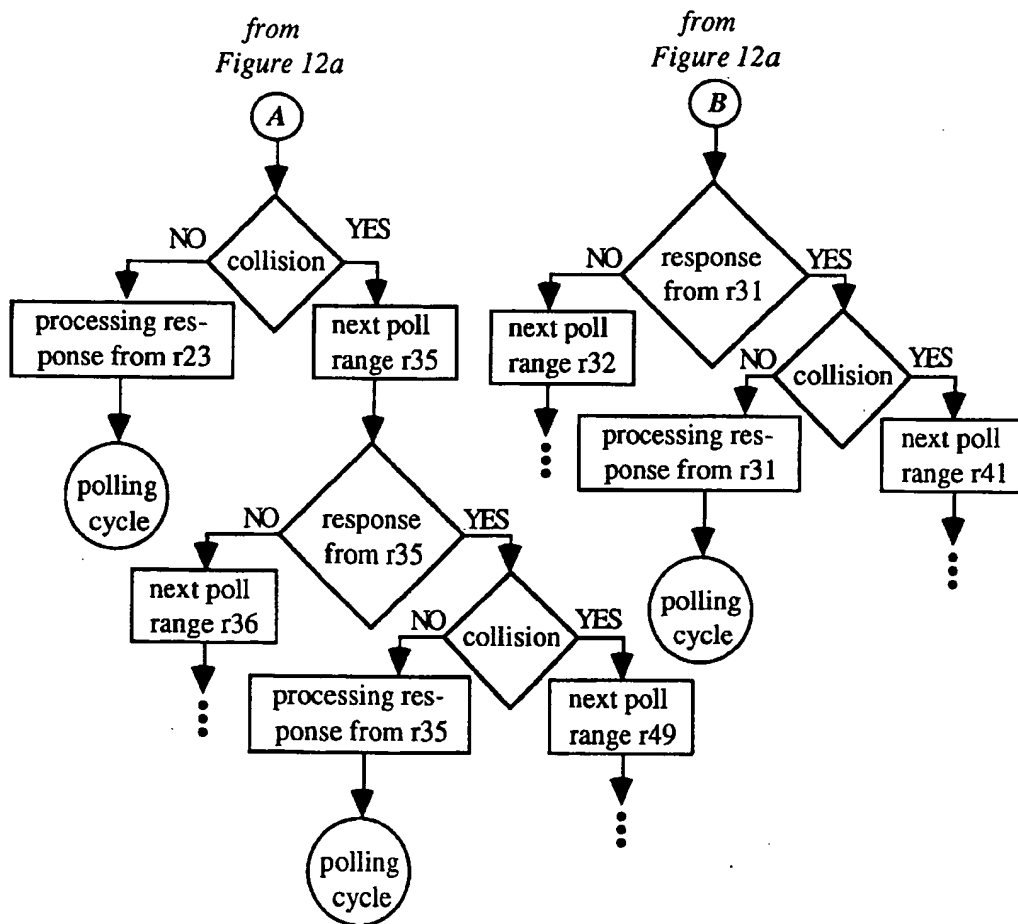 from
Figure 12a
A
collision
NO
YES
processing res-
ponse from r23
next poll
range r35
polling
cycle
response
from r35
NO
YES
next poll
range r36
collision
NO
YES
processing res-
ponse from r35
next poll
range r49
polling
cycle
from
Figure 12a
B
response
from r31
NO
YES
next poll
range r32
collision
NO
YES
processing res-
ponse from r31
next poll
range r41
polling
cycle